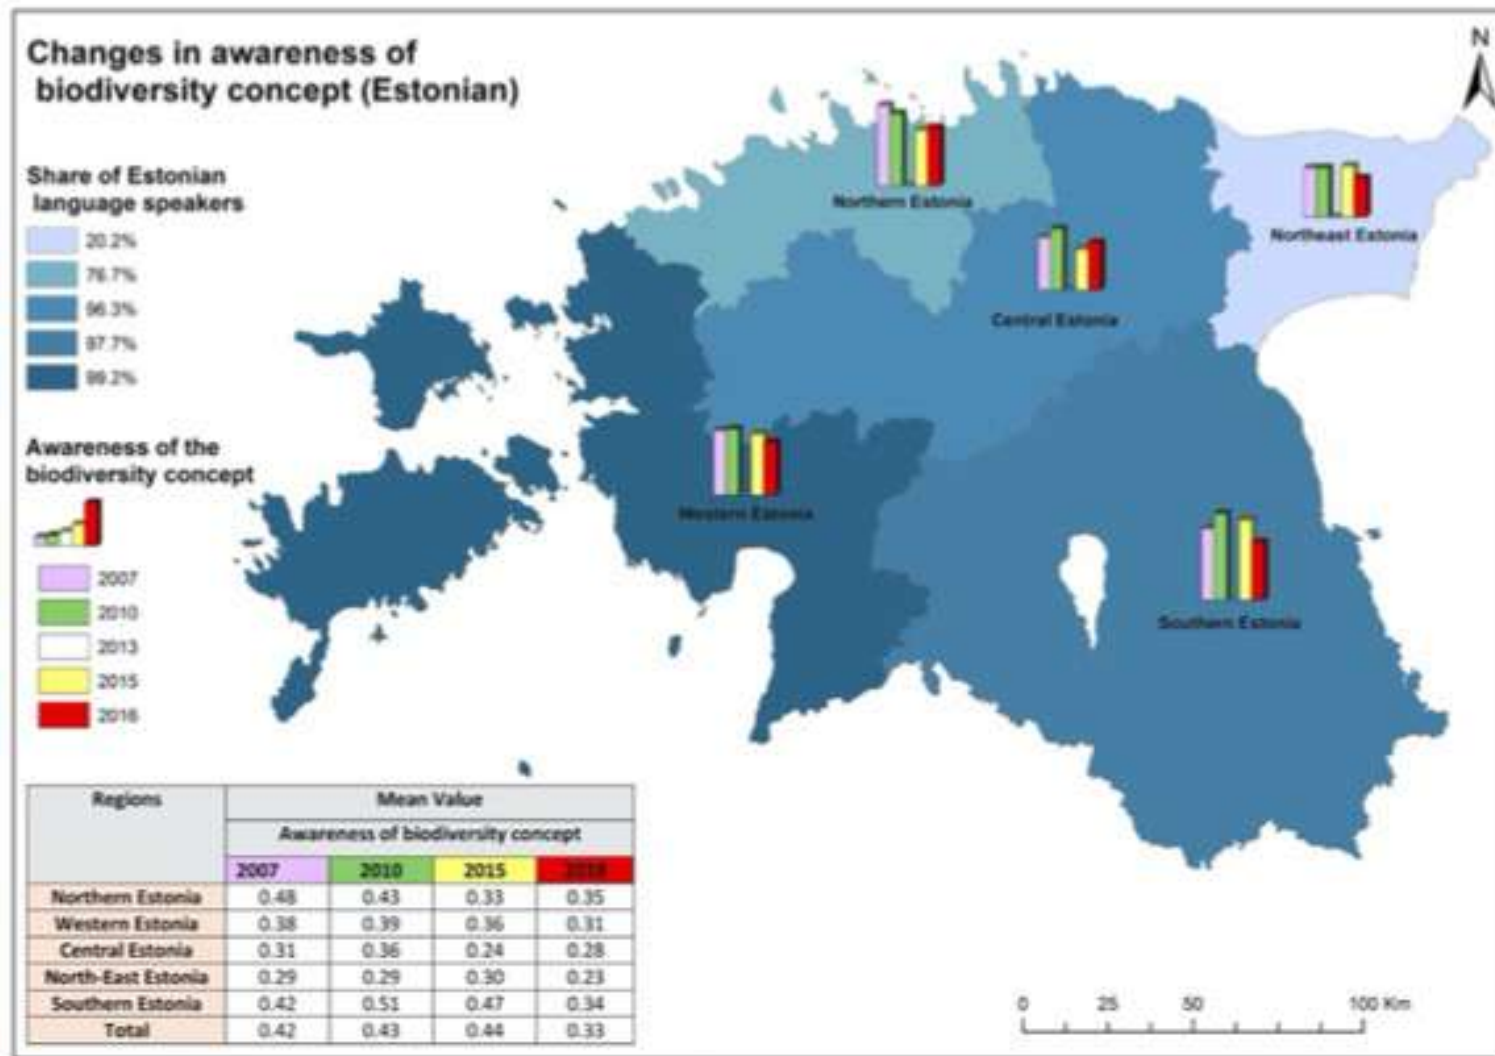 Changes in awareness of
biodiversity concept (Estonian)
N
Share of Estonian
language speakers
20.2%
76.7%
96.3%
97.7%
99.2%
Awareness of the
biodiversity concept
2007
2010
2013
2015
2016
Northern Estonia
Northeast Estonia
Central Estonia
Western Estonia
Southern Estonia
Regions Mean Value
Awareness of biodiversity concept
2007 2010 2015
Northern Estonia 0.48 0.43 0.33 0.35
Western Estonia 0.38 0.39 0.36 0.31
Central Estonia 0.31 0.36 0.24 0.28
North-East Estonia 0.29 0.29 0.30 0.23
Southern Estonia 0.42 0.51 0.47 0.34
Total 0.42 0.43 0.44 0.33
0 25 50 100 Km